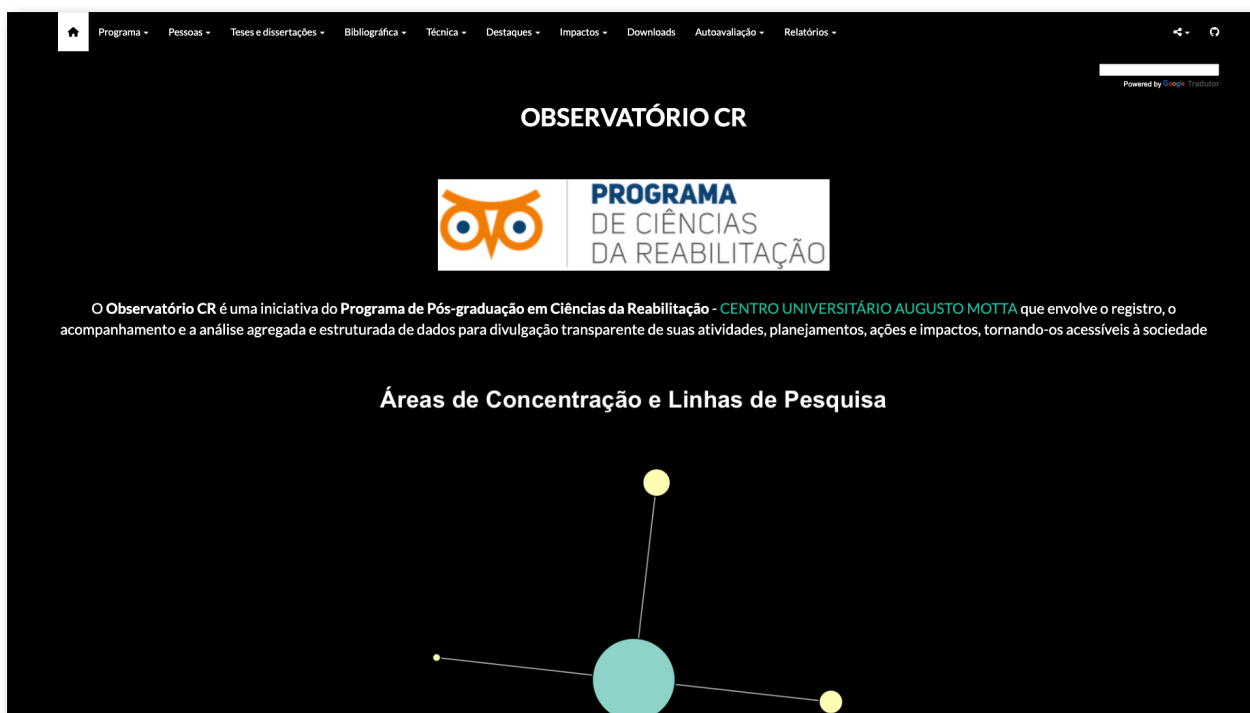 Programa Pessoas Teses e dissertações Bibliográfica Técnica Destaques Impactos Downloads Autoavaliação Relatórios
Powered by Google Tradutor
OBSERVATÓRIO CR
PROGRAMA
DE CIÊNCIAS
DA REABILITAÇÃO
O Observatório CR é uma iniciativa do Programa de Pós-graduação em Ciências da Reabilitação - CENTRO UNIVERSITÁRIO AUGUSTO MOTTA que envolve o registro, o
acompanhamento e a análise agregada e estruturada de dados para divulgação transparente de suas atividades, planejamentos, ações e impactos, tornando-os acessíveis à sociedade
Áreas de Concentração e Linhas de Pesquisa